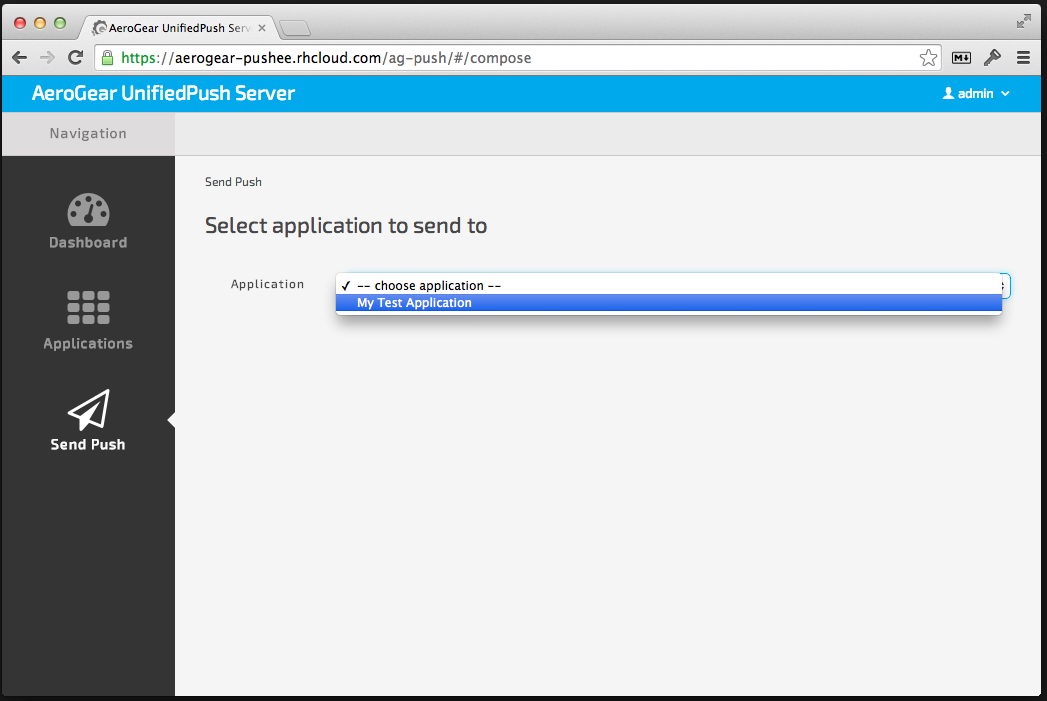 AeroGear UnifiedPush Serv
https://aerogear-pushee.rhcloud.com/ag-push/#/compose
AeroGear UnifiedPush Server
admin
Navigation
Send Push
Dashboard
Select application to send to
Application
-- choose application --
My Test Application
Applications
Send Push